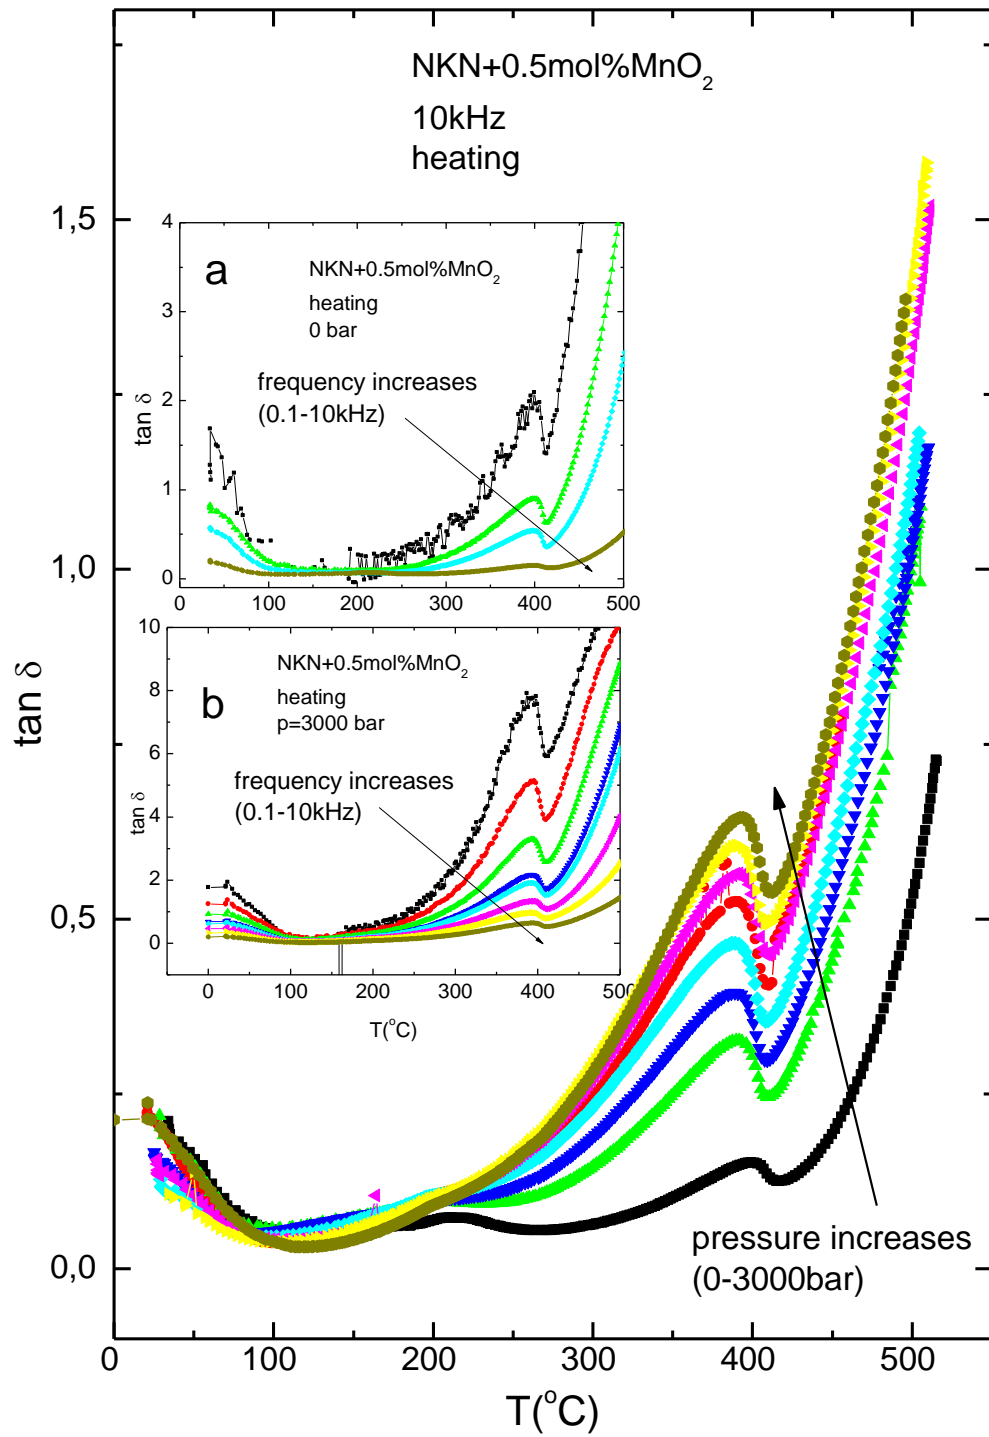 NKN+0.5mol%MnO₂
10kHz
heating
1,5
1,0
0,5
0,0
tan δ
0 100 200 300 400 500
T(°C)
pressure increases
(0-3000bar)
a
NKN+0.5mol%MnO₂
heating
0 bar
frequency increases
(0.1-10kHz)
4
3
2
1
0
tan δ
0 100 200 300 400 500
b
NKN+0.5mol%MnO₂
heating
p=3000 bar
frequency increases
(0.1-10kHz)
10
8
6
4
2
0
tan δ
0 100 200 300 400 500
T(°C)